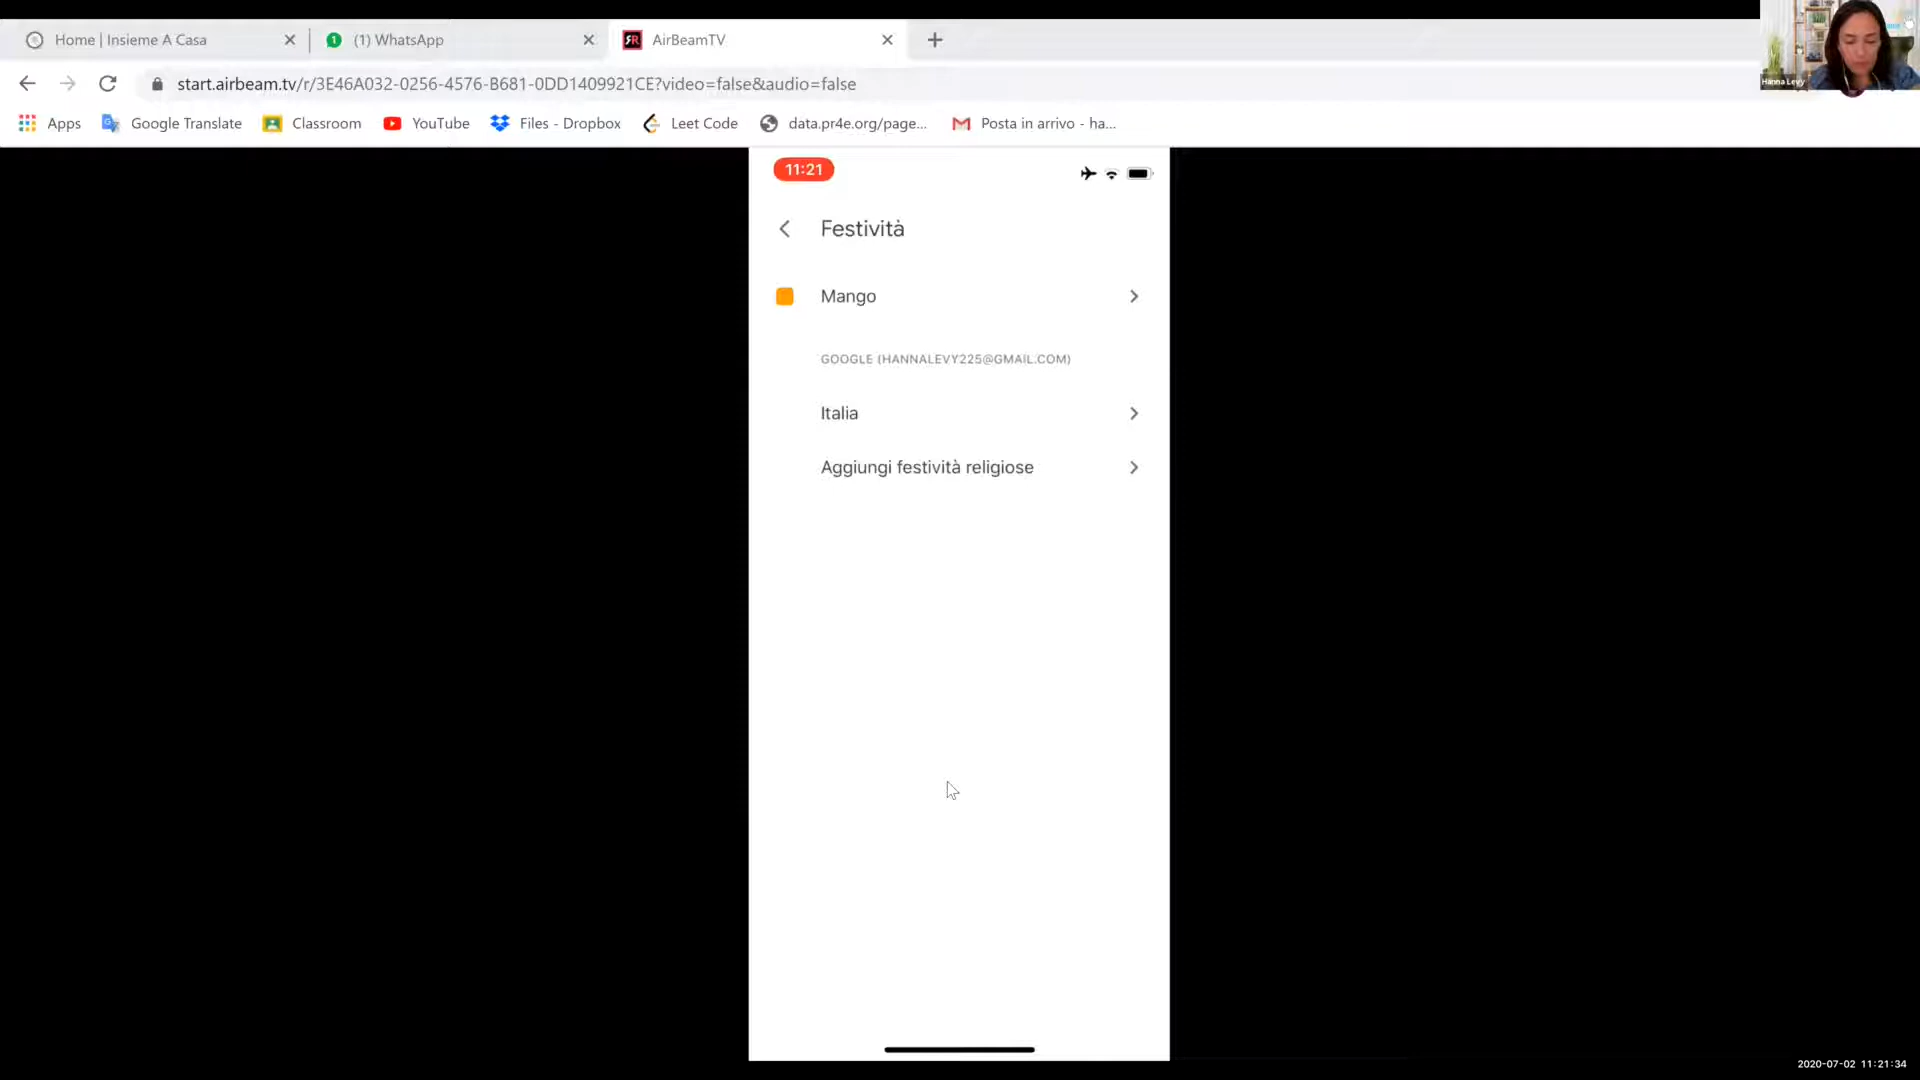 Home | Insieme A Casa
(1) WhatsApp
AirBeamTV
start.airbeam.tv/r/3E46A032-0256-4576-B681-0DD1409921CE?video=false&audio=false
Apps
Google Translate
Classroom
YouTube
Files - Dropbox
Leet Code
data.pr4e.org/page...
Posta in arrivo - ha...
Hanna Levy
11:21
Festività
Mango
GOOGLE (HANNALEVY225@GMAIL.COM)
Italia
Aggiungi festività religiose
2020-07-02 11:21:34